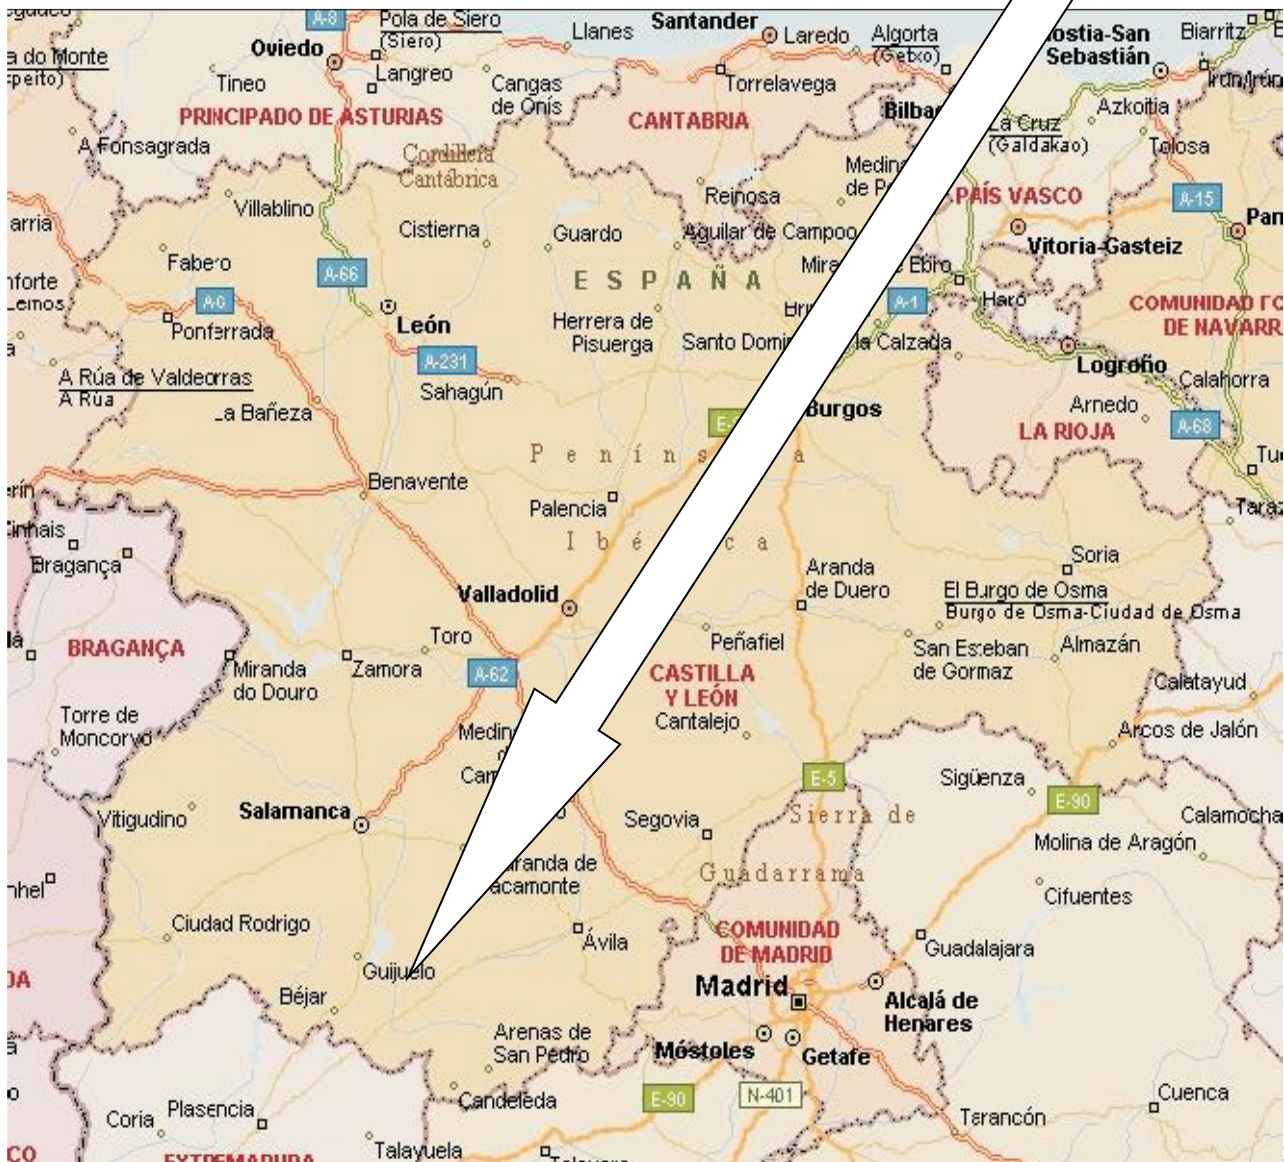 A-8
Pola de Siero
(Siero)
Santander
Llanes
Laredo
Algorta
(Getxo)
Sebastián
Biarritz
Oviedo
Langreo
Tineo
Cangas
de Onís
Torrelavega
Azkoitia
a do Monte
PRINCIPADO DE ASTURIAS
CANTABRIA
La Cruz
(Galdakao)
Tolosa
A Fonsagrada
Cordillera
Cantábrica
Reinosa
PAÍS VASCO
A-15
Villablino
Cistierna
Guardo
Aguilar de Campoo
Vitoria-Gasteiz
Fabero
A-66
ESPAÑA
Ebro
Haro
A-1
León
Ponferrada
Herrera de
Pisuerga
la Calzada
Santo
COMUNIDAD
A-231
Sahagún
Logroño
Calahorra
A Rúa de Valdeorras
A Rúa
Arnedo
A-68
Burgos
LA RIOJA
Benavente
Palencia
Soria
Bragança
Aranda
de Duero
El Burgo de Osma
Burgo de Osma-Ciudad de Osma
Valladolid
BRAGANÇA
Toro
Peñafiel
San Esteban
de Gormaz
Almazán
Miranda
do Douro
Zamora
A-62
CASTILLA
Y LEÓN
Cantalejo
Calatayud
Torre de
Moncorvo
Arcos de Jalón
E-5
Sigüenza
E-90
Vitigudino
Salamanca
Segovia
Sierra de
Guadarrama
Calamocha
Molina de Aragón
Cifuentes
Ciudad Rodrigo
Ávila
COMUNIDAD
DE MADRID
Guadalajara
Guijuelo
Madrid
Béjar
Alcalá de
Henares
Arenas de
San Pedro
Móstoles
Getafe
Candeleda
E-90
N-401
Cuenca
Coria
Plasencia
Tarancón
Talayuela
EXTREMADURA